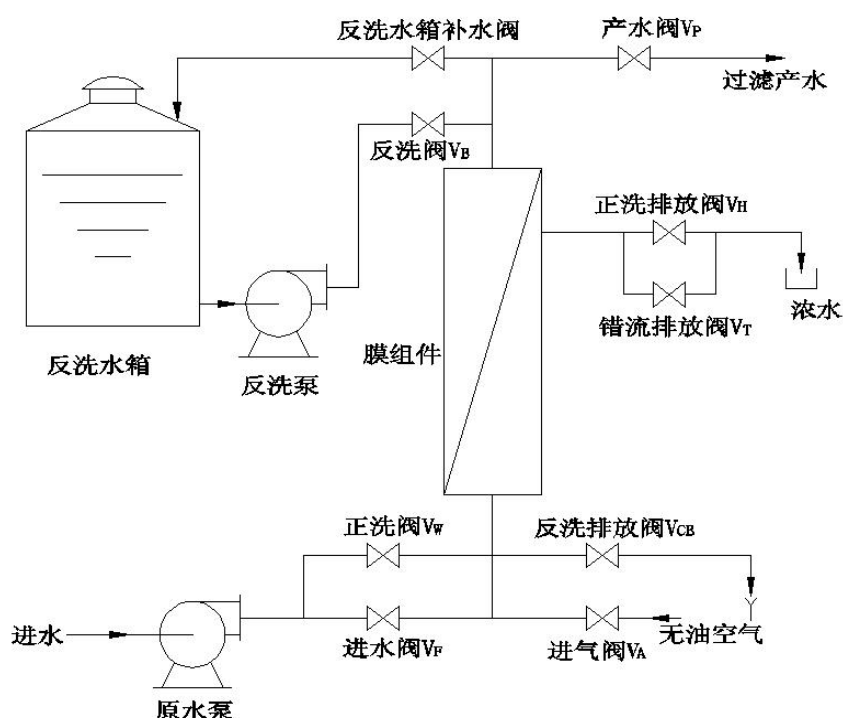 反洗水箱补水阀
产水阀VP
过滤产水
反洗阀VB
正洗排放阀VH
浓水
错流排放阀VT
反洗水箱
反洗泵
膜组件
正洗阀VW
反洗排放阀VCB
进水
进水阀VF
进气阀VA
无油空气
原水泵